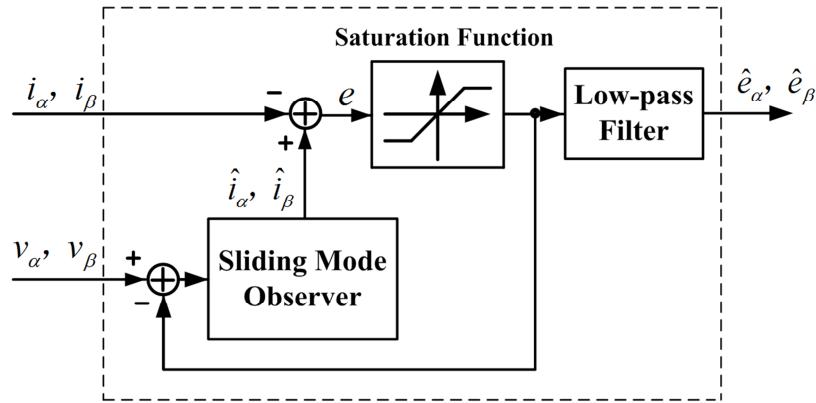 Saturation Function
i_α, i_β
−
e
+
Low-pass
Filter
ê_α, ê_β
î_α, î_β
v_α, v_β
+
−
Sliding Mode
Observer